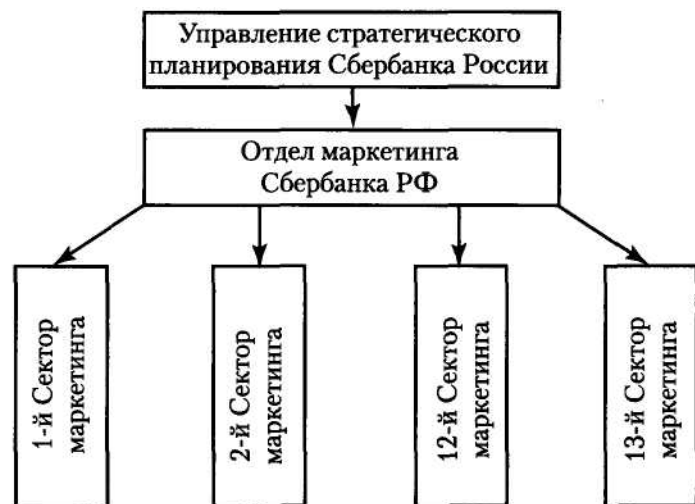 Управление стратегического
планирования Сбербанка России
Отдел маркетинга
Сбербанка РФ
1-й Сектор
маркетинга
2-й Сектор
маркетинга
12-й Сектор
маркетинга
13-й Сектор
маркетинга